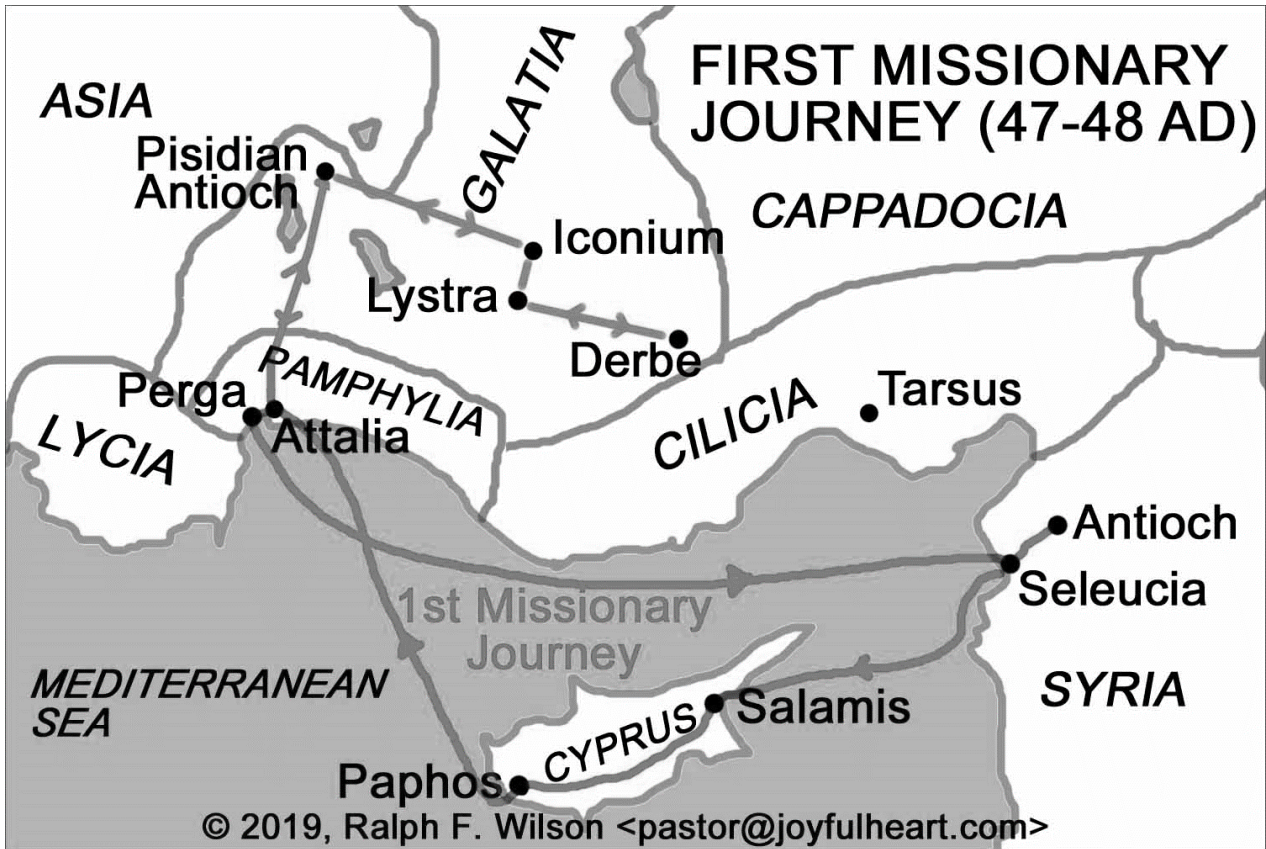 FIRST MISSIONARY
JOURNEY (47-48 AD)
ASIA
GALATIA
Pisidian
Antioch
CAPPADOCIA
Iconium
Lystra
Derbe
PAMPHYLIA
Perga
Attalia
LYCIA
CILICIA
Tarsus
Antioch
Seleucia
1st Missionary
Journey
MEDITERRANEAN
SEA
SYRIA
Salamis
CYPRUS
Paphos
© 2019, Ralph F. Wilson <pastor@joyfulheart.com>